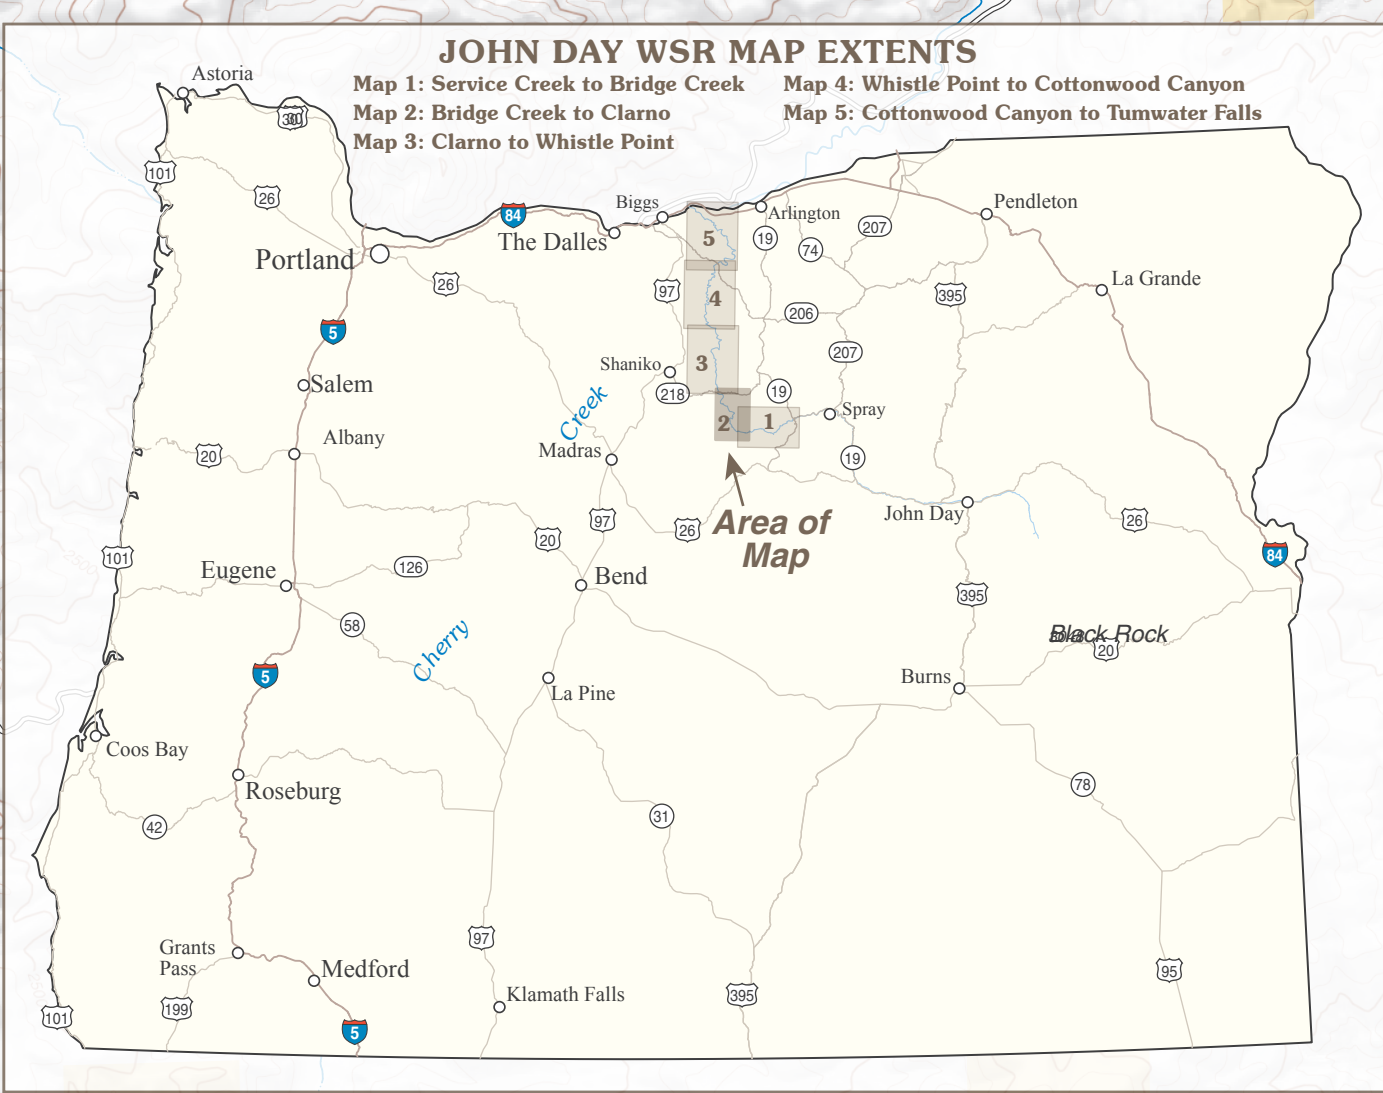 JOHN DAY WSR MAP EXTENTS
Map 1: Service Creek to Bridge Creek
Map 2: Bridge Creek to Clarno
Map 3: Clarno to Whistle Point
Map 4: Whistle Point to Cottonwood Canyon
Map 5: Cottonwood Canyon to Tumwater Falls
Astoria
30
101
26
84
Biggs
Arlington
Pendleton
The Dalles
Portland
5
19
74
207
26
97
4
206
395
La Grande
5
Salem
Shaniko
3
218
207
19
Spray
2
1
Creek
Albany
20
Madras
19
97
26
Area of
Map
John Day
26
20
84
101
Eugene
126
Bend
395
58
Cherry
Black Rock
20
5
La Pine
Burns
Coos Bay
Roseburg
78
42
31
Grants
Pass
Medford
97
Klamath Falls
395
95
199
101
5